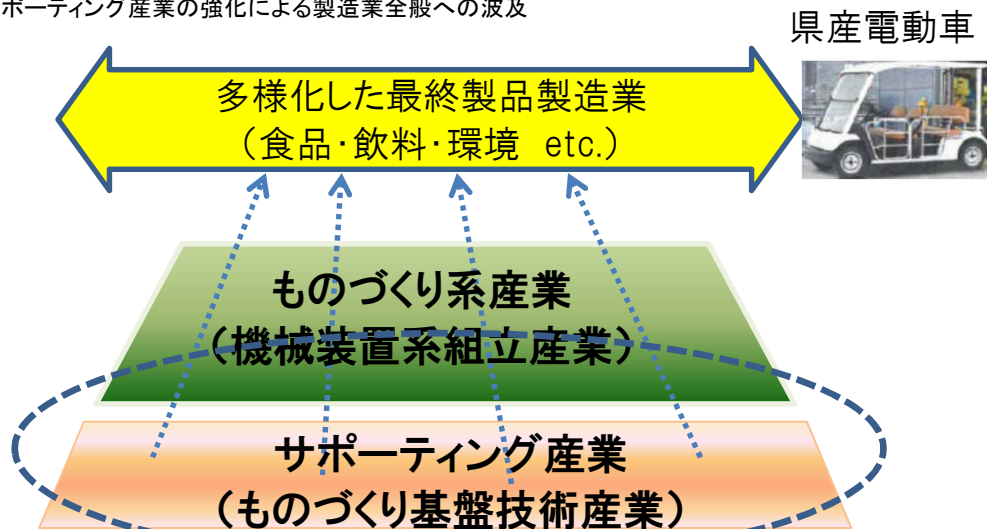 ポーティング産業の強化による製造業全般への波及
県産電動車
多様化した最終製品製造業
（食品・飲料・環境 etc.）
ものづくり系産業
（機械装置系組立産業）
サポーティング産業
（ものづくり基盤技術産業）